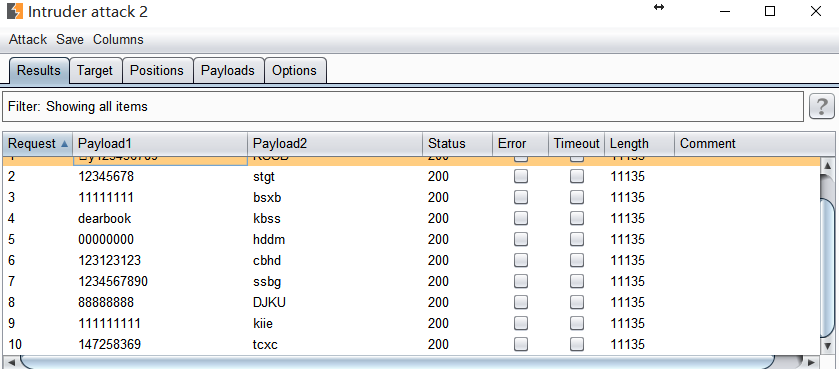 Intruder attack 2
Attack Save Columns
Results Target Positions Payloads Options
Filter: Showing all items ?
Request Payload1 Payload2 Status Error Timeout Length Comment
1 200 11135
2 12345678 stgt 200 11135
3 11111111 bsxb 200 11135
4 dearbook kbss 200 11135
5 00000000 hddm 200 11135
6 123123123 cbhd 200 11135
7 1234567890 ssbg 200 11135
8 88888888 DJKU 200 11135
9 111111111 kiie 200 11135
10 147258369 tcxc 200 11135